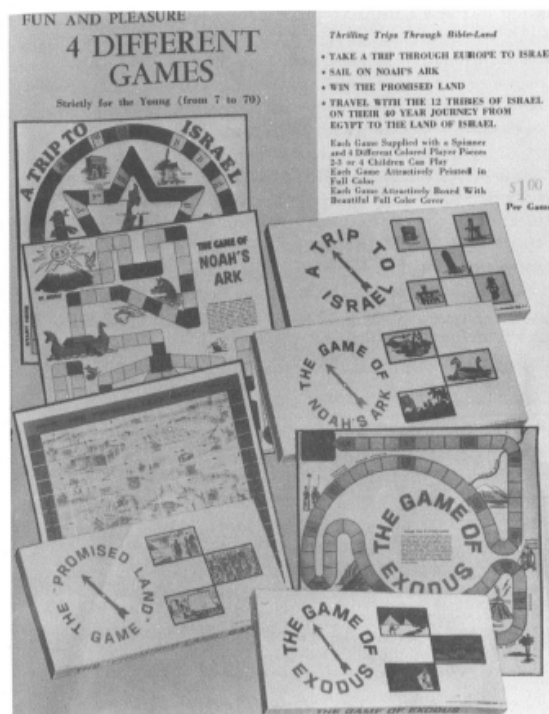 FUN AND PLEASURE
4 DIFFERENT
GAMES
Strictly for the Young (from 7 to 70)
Thrilling Trips Through Bible-Land
• TAKE A TRIP THROUGH EUROPE TO ISRAEL
• SAIL ON NOAH'S ARK
• WIN THE PROMISED LAND
• TRAVEL WITH THE 12 TRIBES OF ISRAEL
ON THEIR 40 YEAR JOURNEY FROM
EGYPT TO THE LAND OF ISRAEL
Each Game Supplied with a Spinner
and 4 Different Colored Player Pieces
2-3 or 4 Children Can Play
Each Game Attractively Printed in
Full Color
Each Game Attractively Boxed With
Beautiful Full Color Cover
$1.00
Per Game
A TRIP TO ISRAEL
THE GAME OF
NOAH'S
ARK
A TRIP TO
ISRAEL
THE GAME OF
NOAH'S ARK
THE GAME OF
EXODUS
THE "PROMISED LAND"
GAME
THE GAME OF
EXODUS
THE GAME OF EXODUS